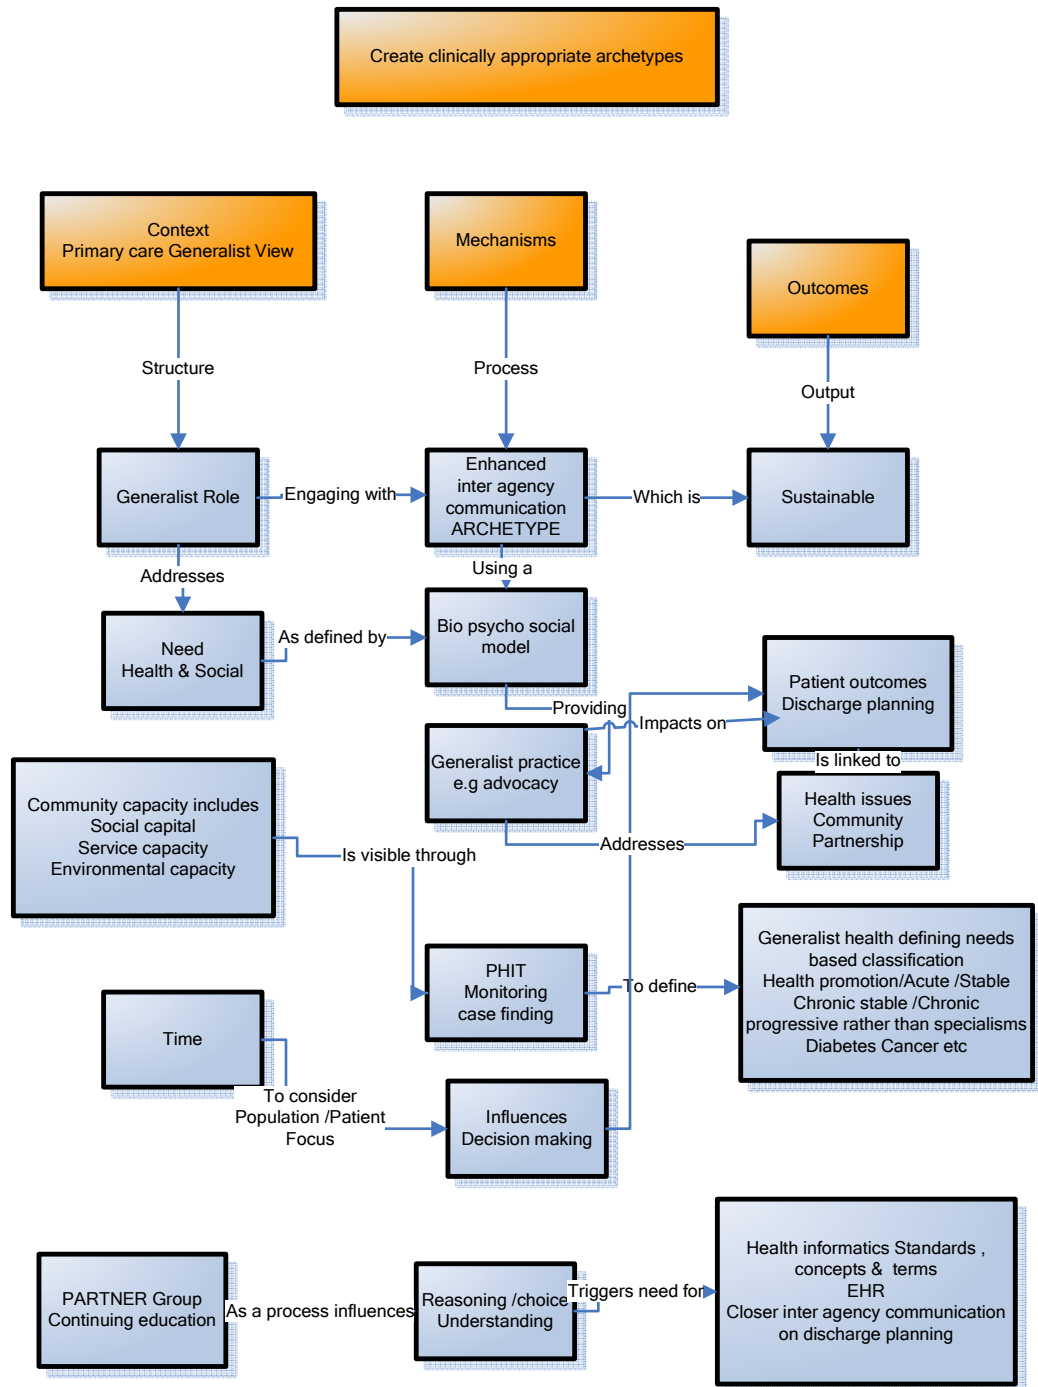 Create clinically appropriate archetypes
Context
Primary care Generalist View
Mechanisms
Outcomes
Structure
Process
Output
Generalist Role
Engaging with
Enhanced
inter agency
communication
ARCHETYPE
Which is
Sustainable
Addresses
Using a
Need
Health & Social
As defined by
Bio psycho social
model
Providing
Impacts on
Patient outcomes
Discharge planning
Is linked to
Generalist practice
e.g advocacy
Addresses
Health issues
Community
Partnership
Community capacity includes
Social capital
Service capacity
Environmental capacity
Is visible through
PHIT
Monitoring
case finding
To define
Generalist health defining needs
based classification
Health promotion/Acute /Stable
Chronic stable /Chronic
progressive rather than specialisms
Diabetes Cancer etc
Time
To consider
Population /Patient
Focus
Influences
Decision making
PARTNER Group
Continuing education
As a process influences
Reasoning /choice
Understanding
Triggers need for
Health informatics Standards ,
concepts & terms
EHR
Closer inter agency communication
on discharge planning